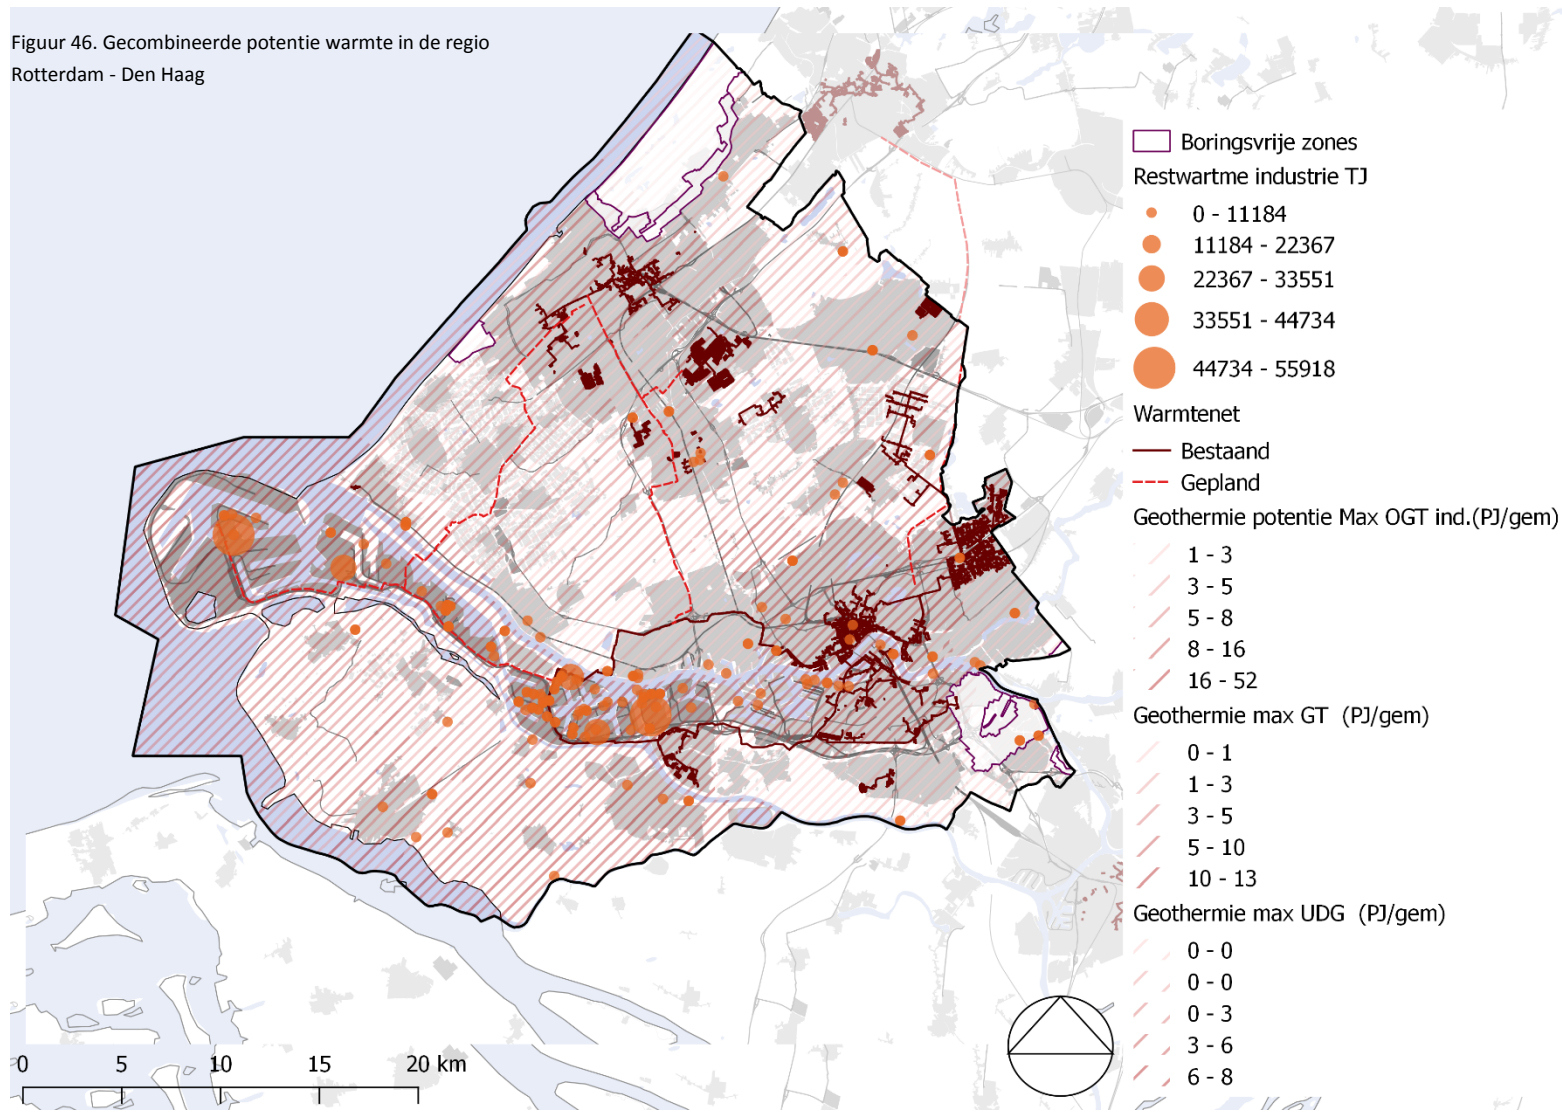 Figuur 46. Gecombineerde potentie warmte in de regio
Rotterdam - Den Haag
Boringsvrije zones
Restwartme industrie TJ
0 - 11184
11184 - 22367
22367 - 33551
33551 - 44734
44734 - 55918
Warmtenet
Bestaand
Gepland
Geothermie potentie Max OGT ind.(PJ/gem)
1 - 3
3 - 5
5 - 8
8 - 16
16 - 52
Geothermie max GT (PJ/gem)
0 - 1
1 - 3
3 - 5
5 - 10
10 - 13
Geothermie max UDG (PJ/gem)
0 - 0
0 - 0
0 - 3
3 - 6
6 - 8
0 5 10 15 20 km